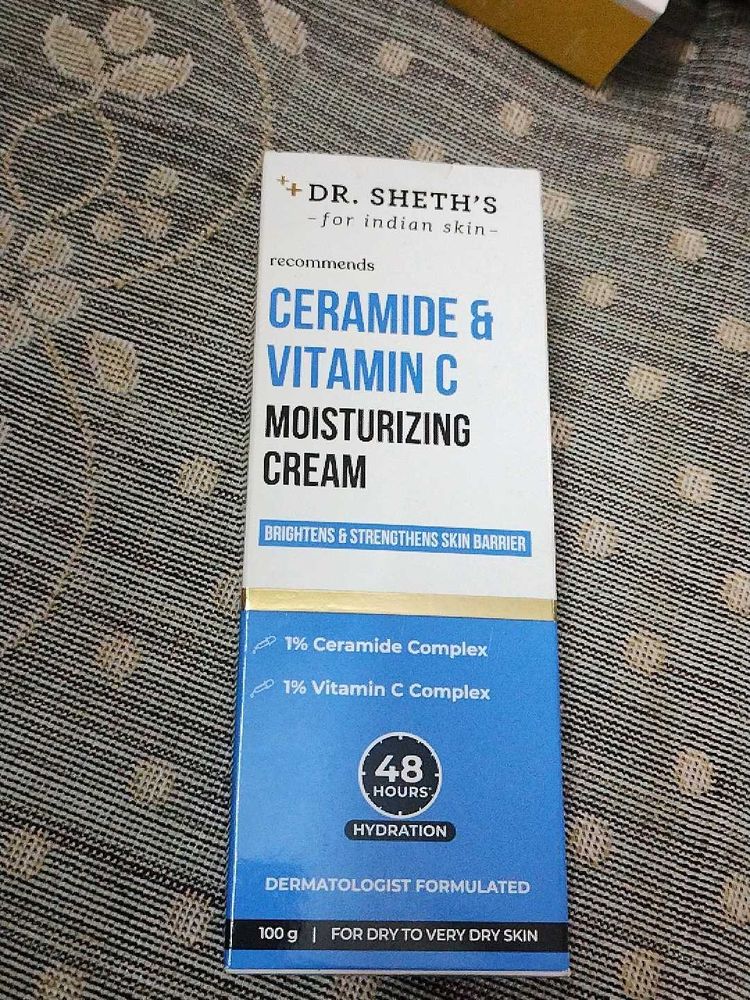 DR. SHETH'S
-for indian skin-
recommends
CERAMIDE &
VITAMIN C
MOISTURIZING
CREAM
BRIGHTENS & STRENGTHENS SKIN BARRIER
1% Ceramide Complex
1% Vitamin C Complex
48
HOURS*
HYDRATION
DERMATOLOGIST FORMULATED
100 g | FOR DRY TO VERY DRY SKIN